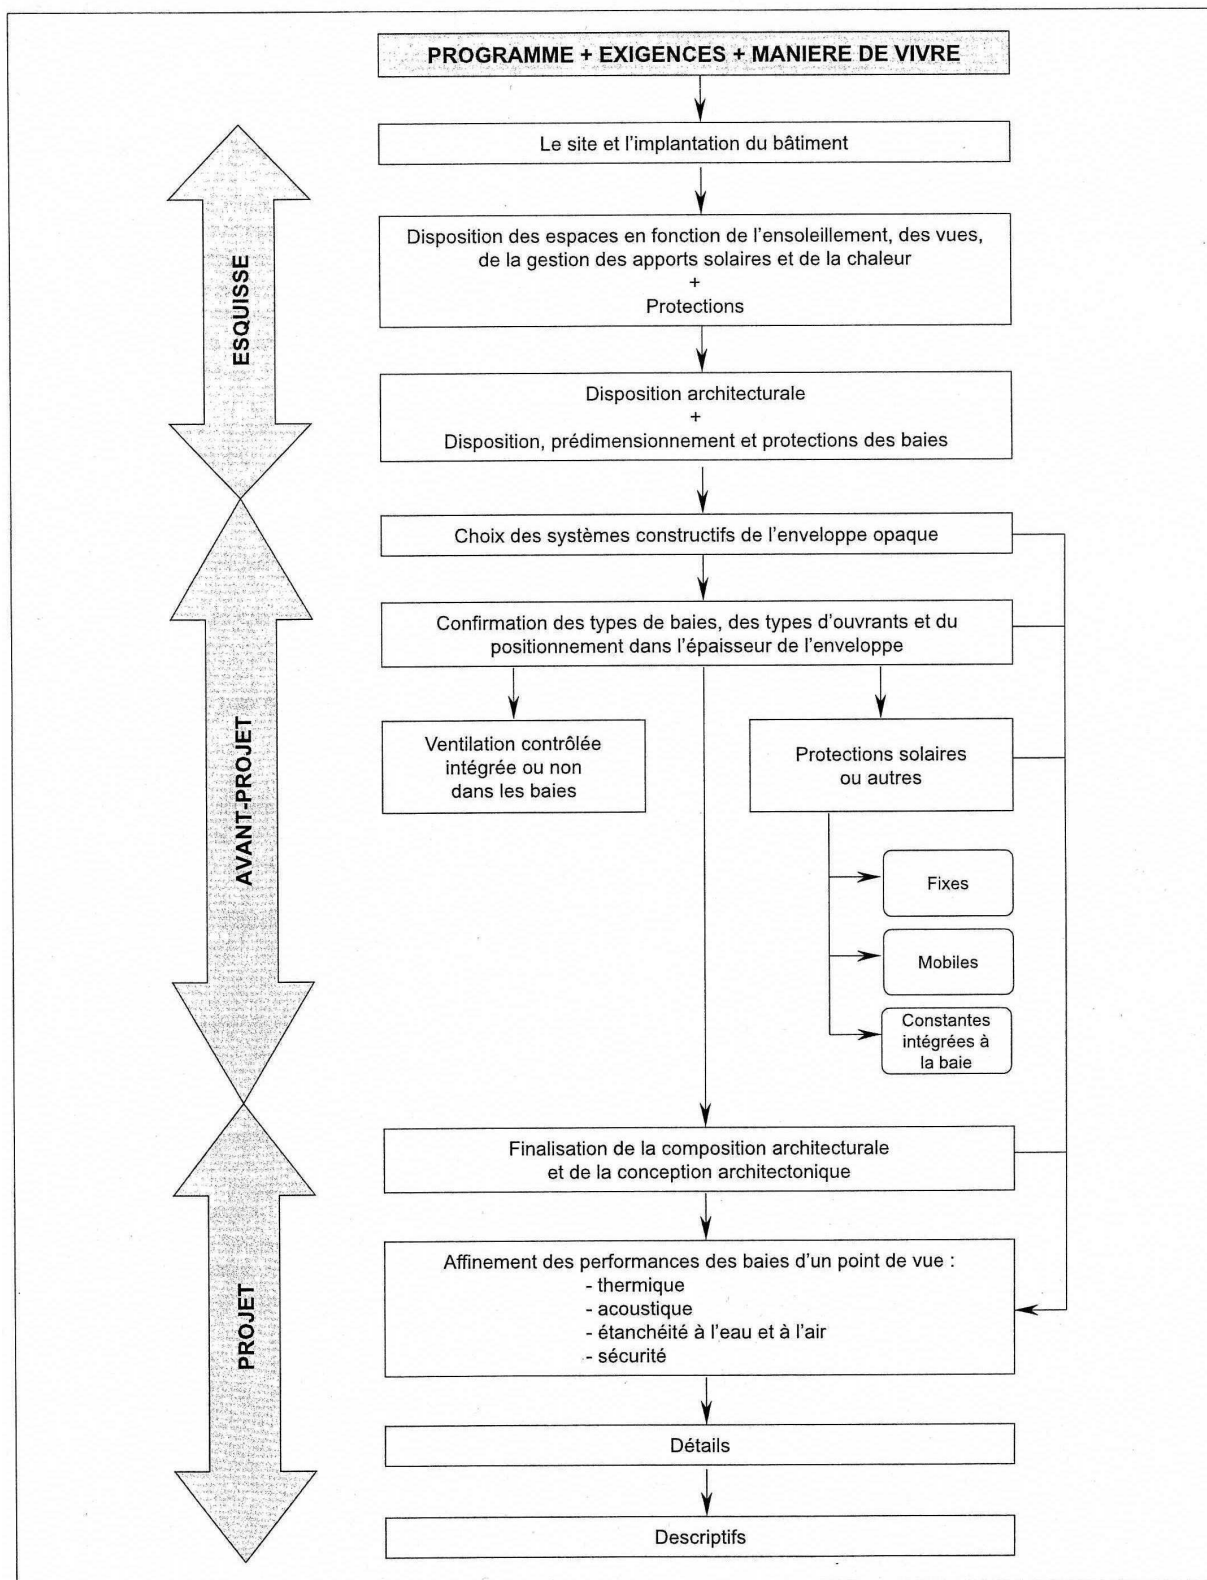 PROGRAMME + EXIGENCES + MANIERE DE VIVRE
Le site et l'implantation du bâtiment
Disposition des espaces en fonction de l'ensoleillement, des vues,
de la gestion des apports solaires et de la chaleur
+
Protections
ESQUISSE
Disposition architecturale
+
Disposition, prédimensionnement et protections des baies
Choix des systèmes constructifs de l'enveloppe opaque
Confirmation des types de baies, des types d'ouvrants et du
positionnement dans l'épaisseur de l'enveloppe
Ventilation contrôlée
intégrée ou non
dans les baies
Protections solaires
ou autres
AVANT-PROJET
Fixes
Mobiles
Constantes
intégrées à
la baie
Finalisation de la composition architecturale
et de la conception architectonique
Affinement des performances des baies d'un point de vue :
- thermique
- acoustique
- étanchéité à l'eau et à l'air
- sécurité
PROJET
Détails
Descriptifs